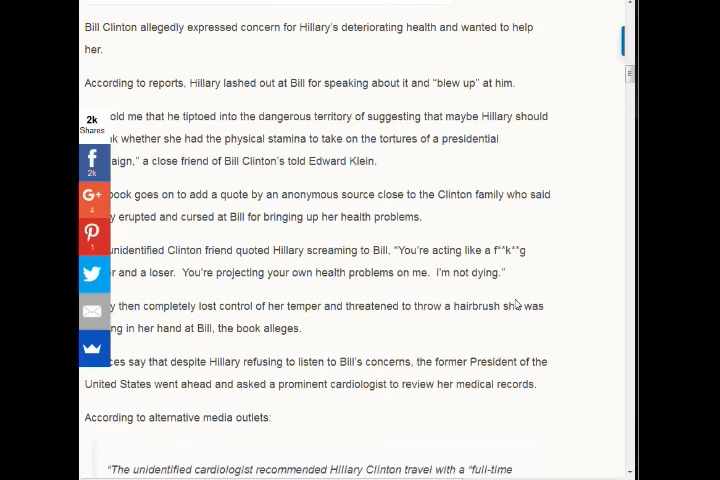 Bill Clinton allegedly expressed concern for Hillary’s deteriorating health and wanted to help
her.
According to reports, Hillary lashed out at Bill for speaking about it and “blew up” at him.
told me that he tiptoed into the dangerous territory of suggesting that maybe Hillary should
2k
Shares
whether she had the physical stamina to take on the tortures of a presidential
aign,” a close friend of Bill Clinton’s told Edward Klein.
f
2k
book goes on to add a quote by an anonymous source close to the Clinton family who said
G+
4
erupted and cursed at Bill for bringing up her health problems.
unidentified Clinton friend quoted Hillary screaming to Bill, “You’re acting like a f**k**g
r and a loser. You’re projecting your own health problems on me. I’m not dying.”
y then completely lost control of her temper and threatened to throw a hairbrush she was
ng in her hand at Bill, the book alleges.
ces say that despite Hillary refusing to listen to Bill’s concerns, the former President of the
United States went ahead and asked a prominent cardiologist to review her medical records.
According to alternative media outlets:
“The unidentified cardiologist recommended Hillary Clinton travel with a “full-time